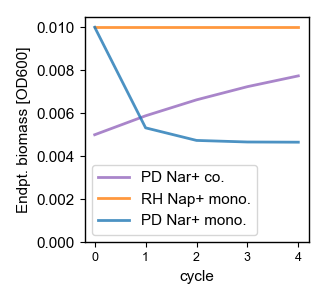 Endpt. biomass [OD600]
0.010
0.008
0.006
0.004
0.002
0.000
PD Nar+ co.
RH Nap+ mono.
PD Nar+ mono.
0 1 2 3 4
cycle